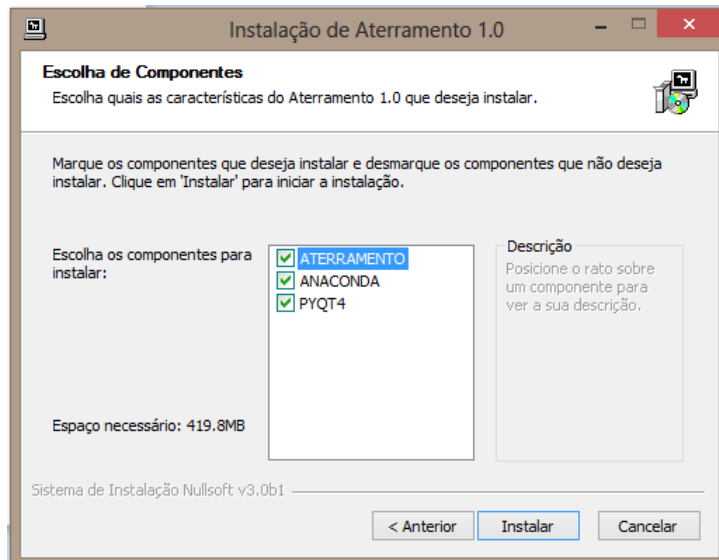 Instalação de Aterramento 1.0
Escolha de Componentes
Escolha quais as características do Aterramento 1.0 que deseja instalar.
Marque os componentes que deseja instalar e desmarque os componentes que não deseja
instalar. Clique em 'Instalar' para iniciar a instalação.
Escolha os componentes para
instalar:
ATERRAMENTO
ANACONDA
PYQT4
Descrição
Posicione o rato sobre
um componente para
ver a sua descrição.
Espaço necessário: 419.8MB
Sistema de Instalação Nullsoft v3.0b1
< Anterior
Instalar
Cancelar